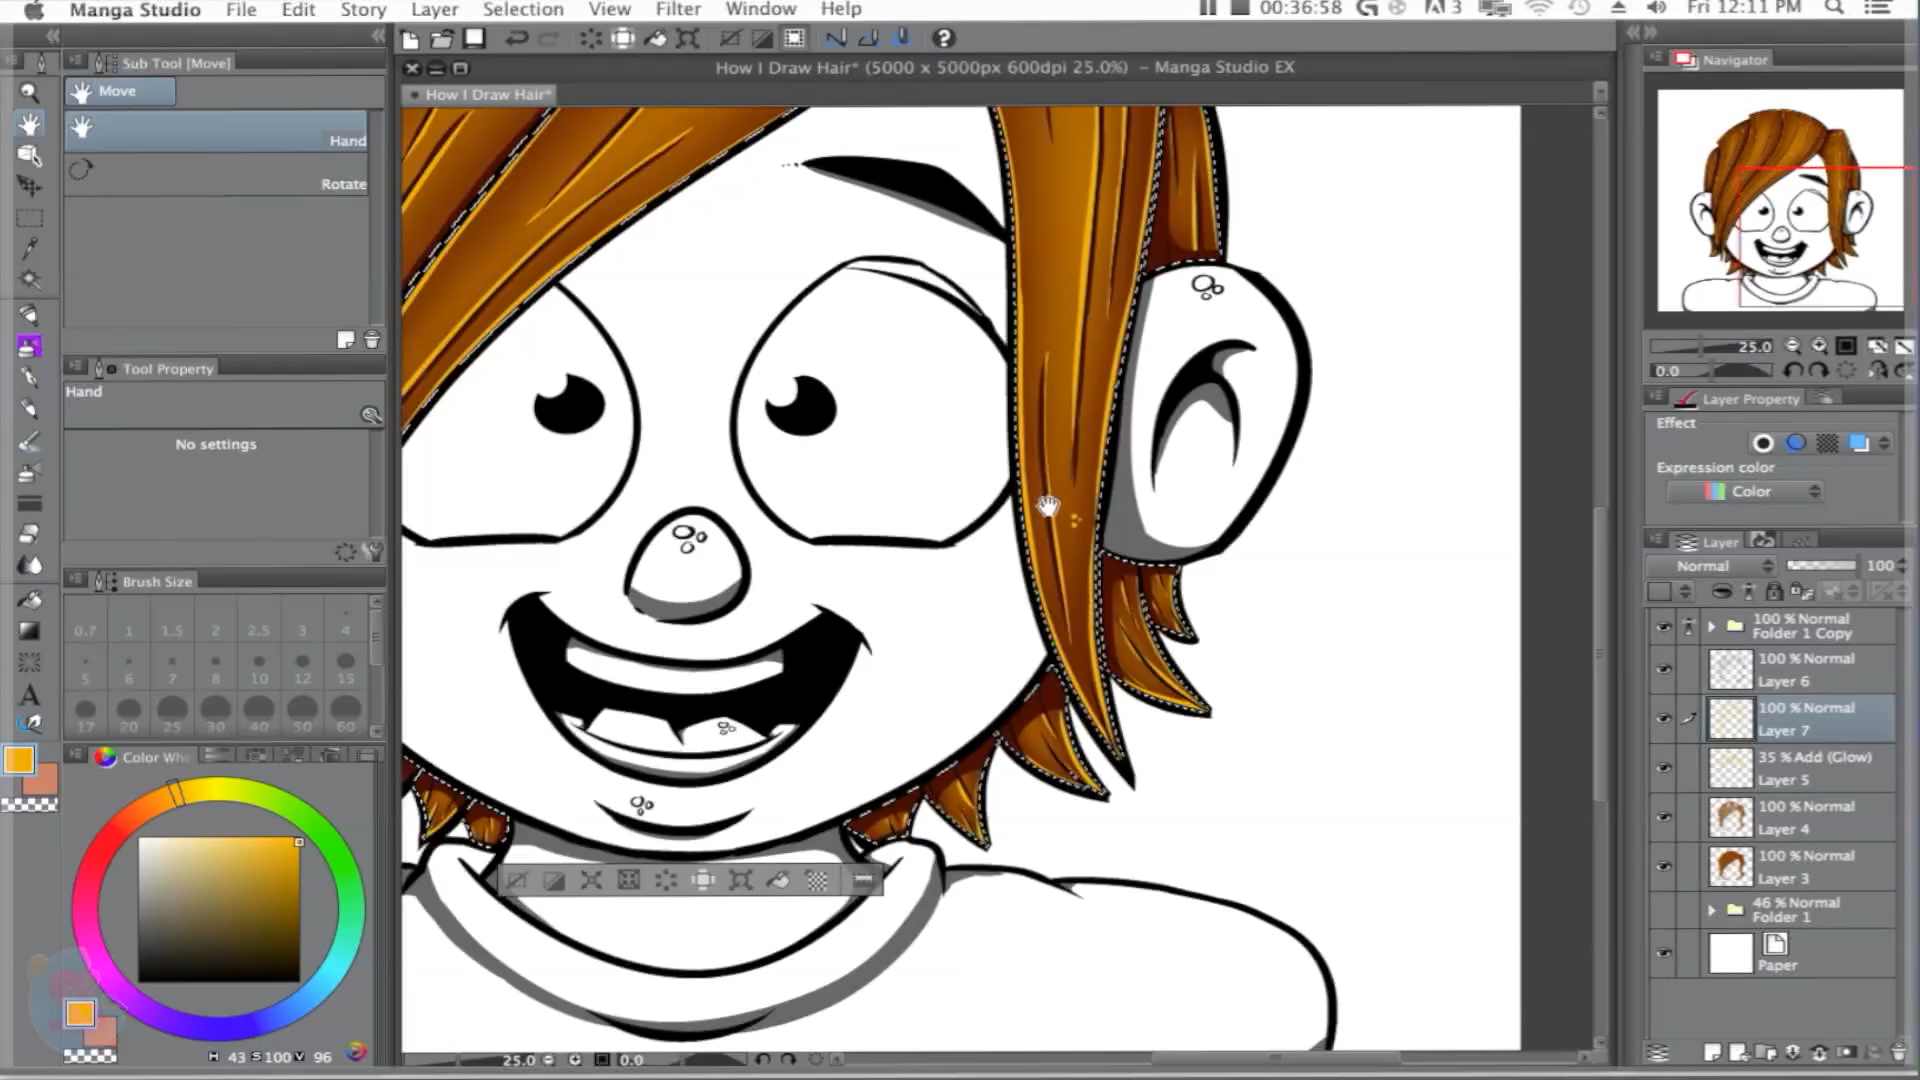 Manga Studio File Edit Story Layer Selection View Filter Window Help 00:36:58 3 Fri 12:11 PM
Sub Tool [Move]
Move
Hand
Rotate
Tool Property
Hand
No settings
Brush Size
0.7 1 1.5 2 2.5 3 4
5 6 7 8 10 12 15
17 20 25 30 40 50 60
Color Whe
H 43 S 100 V 96
How I Draw Hair* (5000 x 5000px 600dpi 25.0%) - Manga Studio EX
How I Draw Hair*
25.0 0.0
Navigator
25.0
0.0
Layer Property
Effect
Expression color
Color
Layer
Normal 100
100 % Normal
Folder 1 Copy
100 % Normal
Layer 6
100 % Normal
Layer 7
35 % Add (Glow)
Layer 5
100 % Normal
Layer 4
100 % Normal
Layer 3
46 % Normal
Folder 1
Paper